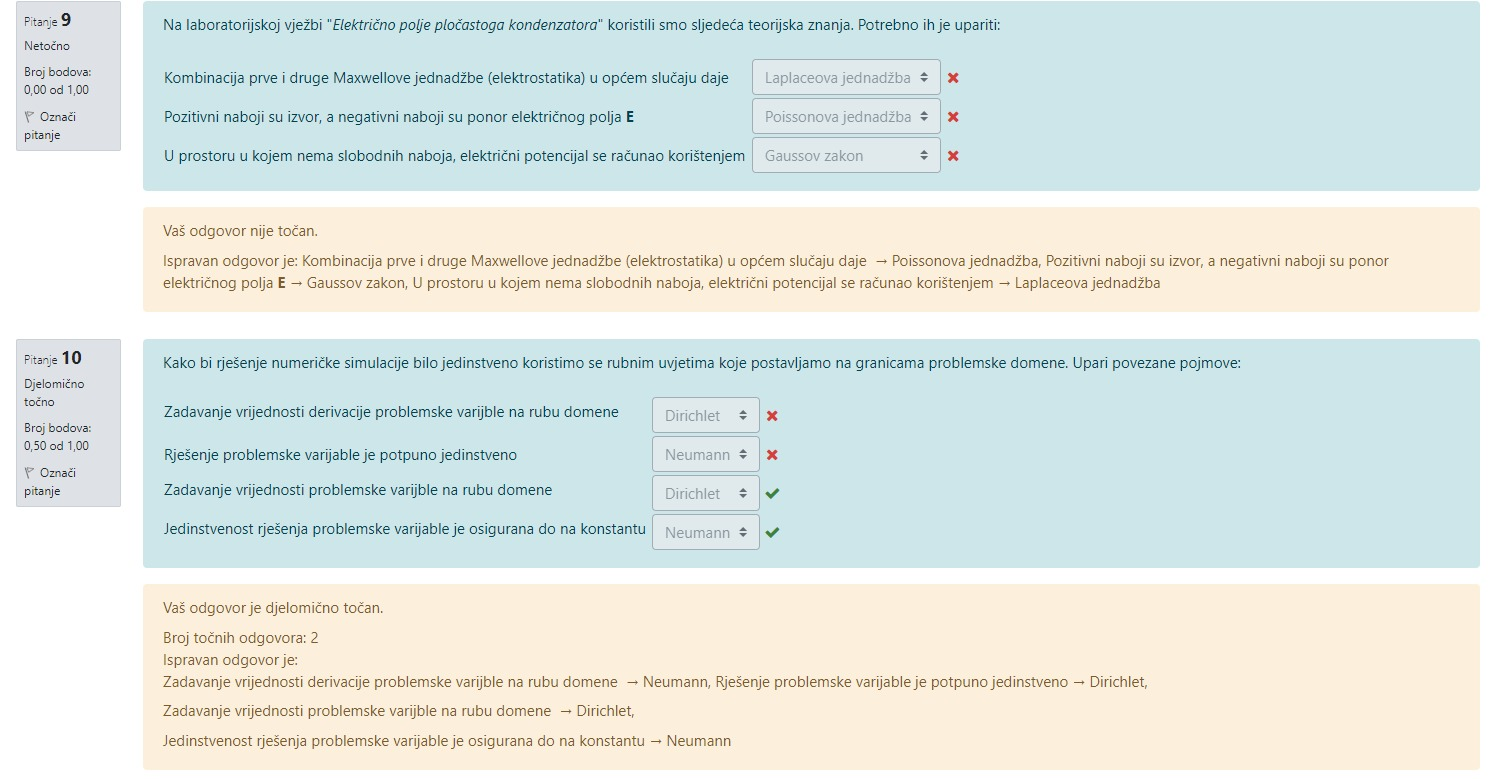 Pitanje 9
Netočno
Broj bodova:
0,00 od 1,00
Označi
pitanje
Na laboratorijskoj vježbi "Električno polje pločastoga kondenzatora" koristili smo sljedeća teorijska znanja. Potrebno ih je upariti:
Kombinacija prve i druge Maxwellove jednadžbe (elektrostatika) u općem slučaju daje Laplaceova jednadžba
Pozitivni naboji su izvor, a negativni naboji su ponor električnog polja E Poissonova jednadžba
U prostoru u kojem nema slobodnih naboja, električni potencijal se računao korištenjem Gaussov zakon
Vaš odgovor nije točan.
Ispravan odgovor je: Kombinacija prve i druge Maxwellove jednadžbe (elektrostatika) u općem slučaju daje → Poissonova jednadžba, Pozitivni naboji su izvor, a negativni naboji su ponor
električnog polja E → Gaussov zakon, U prostoru u kojem nema slobodnih naboja, električni potencijal se računao korištenjem → Laplaceova jednadžba
Pitanje 10
Djelomično
točno
Broj bodova:
0,50 od 1,00
Označi
pitanje
Kako bi rješenje numeričke simulacije bilo jedinstveno koristimo se rubnim uvjetima koje postavljamo na granicama problemske domene. Upari povezane pojmove:
Zadavanje vrijednosti derivacije problemske varijble na rubu domene Dirichlet
Rješenje problemske varijable je potpuno jedinstveno Neumann
Zadavanje vrijednosti problemske varijble na rubu domene Dirichlet
Jedinstvenost rješenja problemske varijable je osigurana do na konstantu Neumann
Vaš odgovor je djelomično točan.
Broj točnih odgovora: 2
Ispravan odgovor je:
Zadavanje vrijednosti derivacije problemske varijble na rubu domene → Neumann, Rješenje problemske varijable je potpuno jedinstveno → Dirichlet,
Zadavanje vrijednosti problemske varijble na rubu domene → Dirichlet,
Jedinstvenost rješenja problemske varijable je osigurana do na konstantu → Neumann